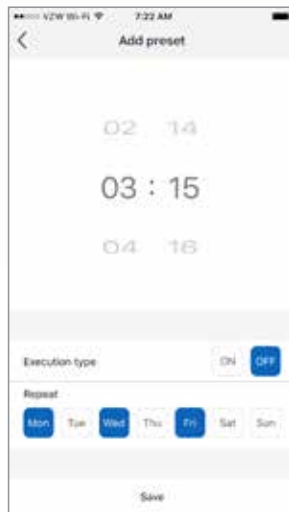 VZW Wi-Fi 7:22 AM
Add preset
02 14
03 : 15
04 16
Execution type ON OFF
Repeat
Mon Tue Wed Thu Fri Sat Sun
Save